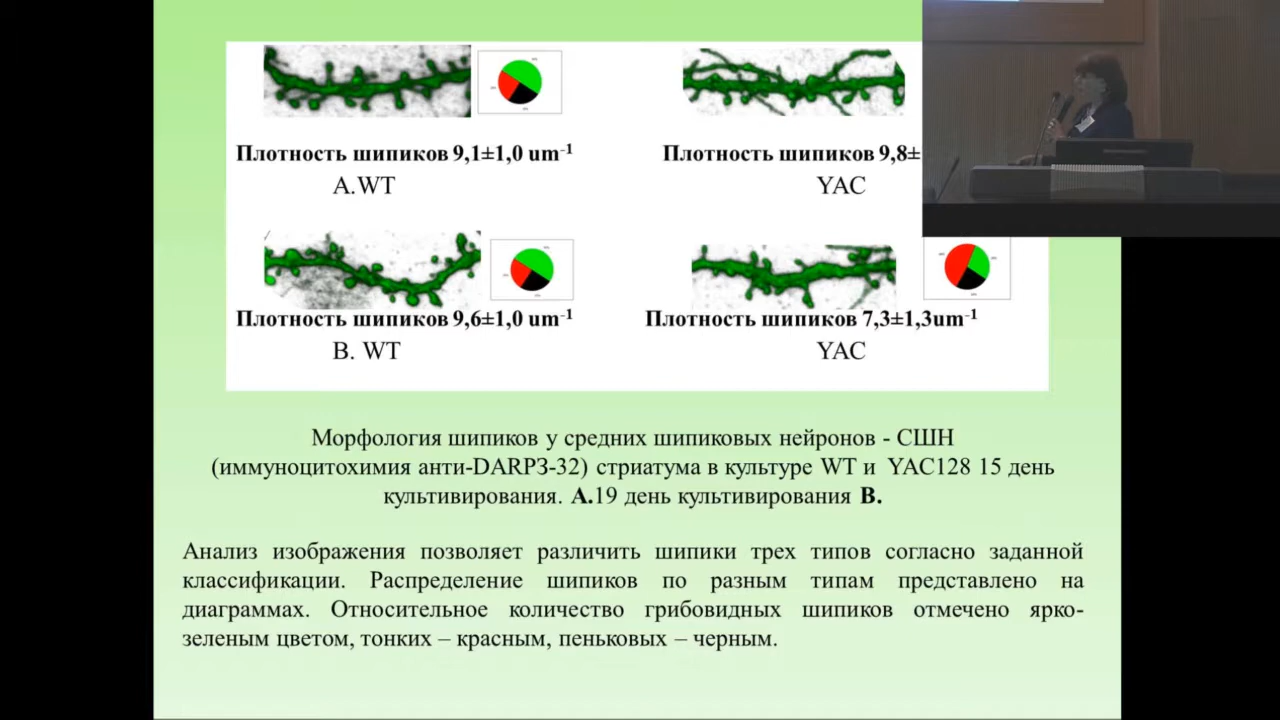 Плотность шипиков 9,1±1,0 um-1
Плотность шипиков 9,8±
A.WT
YAC
Плотность шипиков 9,6±1,0 um-1
Плотность шипиков 7,3±1,3um-1
B. WT
YAC
Морфология шипиков у средних шипиковых нейронов - СШН
(иммуноцитохимия анти-DARPЗ-32) стриатума в культуре WT и YAC128 15 день
культивирования. А.19 день культивирования В.
Анализ изображения позволяет различить шипики трех типов согласно заданной
классификации. Распределение шипиков по разным типам представлено на
диаграммах. Относительное количество грибовидных шипиков отмечено ярко-
зеленым цветом, тонких – красным, пеньковых – черным.